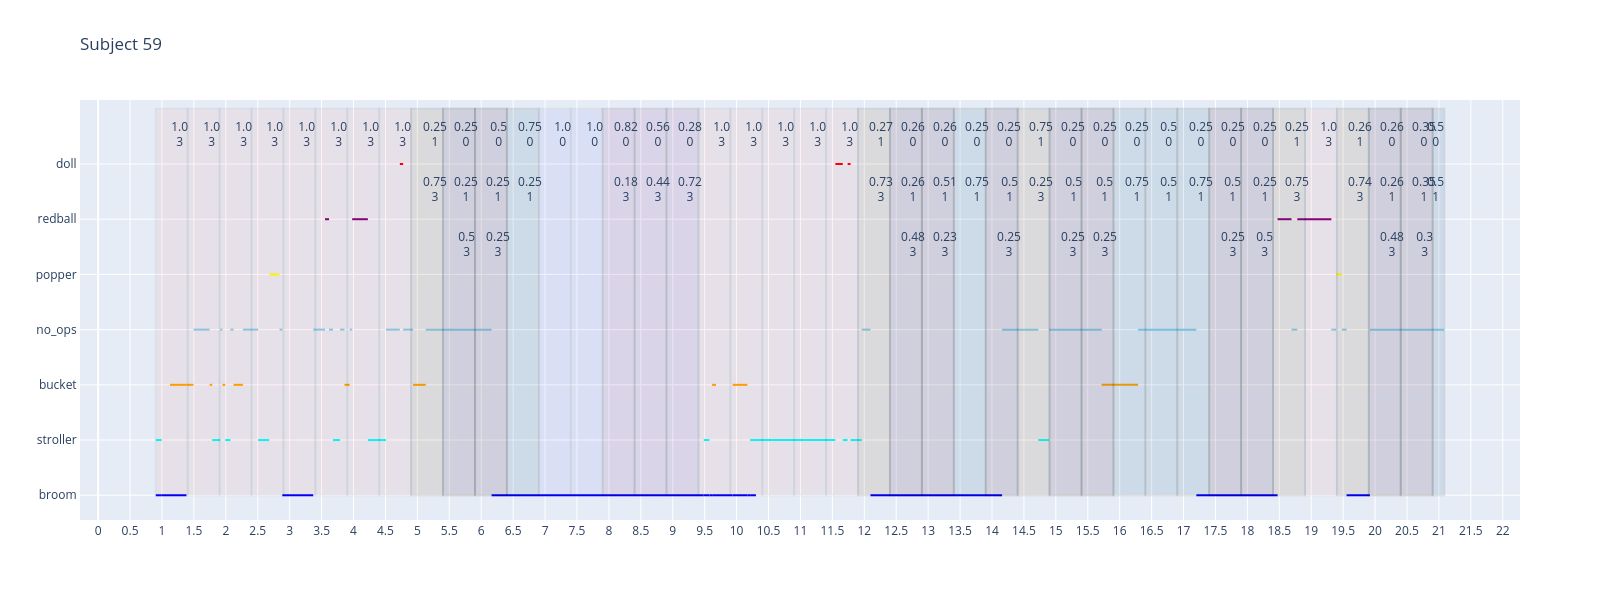 Subject 59
1.0 1.0 1.0 1.0 1.0 1.0 1.0 1.0 0.25 0.25 0.5 0.75 1.0 1.0 0.82 0.56 0.28 1.0 1.0 1.0 1.0 1.0 0.27 0.26 0.26 0.25 0.25 0.75 0.25 0.25 0.25 0.5 0.25 0.25 0.25 0.25 1.0 0.26 0.26 0.35 0.5
3 3 3 3 3 3 3 3 1 0 0 0 0 0 0 0 0 3 3 3 3 3 1 0 0 0 0 1 0 0 0 0 0 0 0 1 3 1 0 0 0
doll
0.75 0.25 0.25 0.25 0.18 0.44 0.72 0.73 0.26 0.51 0.75 0.5 0.25 0.5 0.5 0.75 0.5 0.75 0.5 0.25 0.75 0.74 0.26 0.35 0.5
3 1 1 1 3 3 3 3 1 1 1 1 3 1 1 1 1 1 1 1 3 3 1 1 1
redball
0.5 0.25 0.48 0.23 0.25 0.25 0.25 0.25 0.5 0.48 0.3
3 3 3 3 3 3 3 3 3 3 3
popper
no_ops
bucket
stroller
broom
0 0.5 1 1.5 2 2.5 3 3.5 4 4.5 5 5.5 6 6.5 7 7.5 8 8.5 9 9.5 10 10.5 11 11.5 12 12.5 13 13.5 14 14.5 15 15.5 16 16.5 17 17.5 18 18.5 19 19.5 20 20.5 21 21.5 22